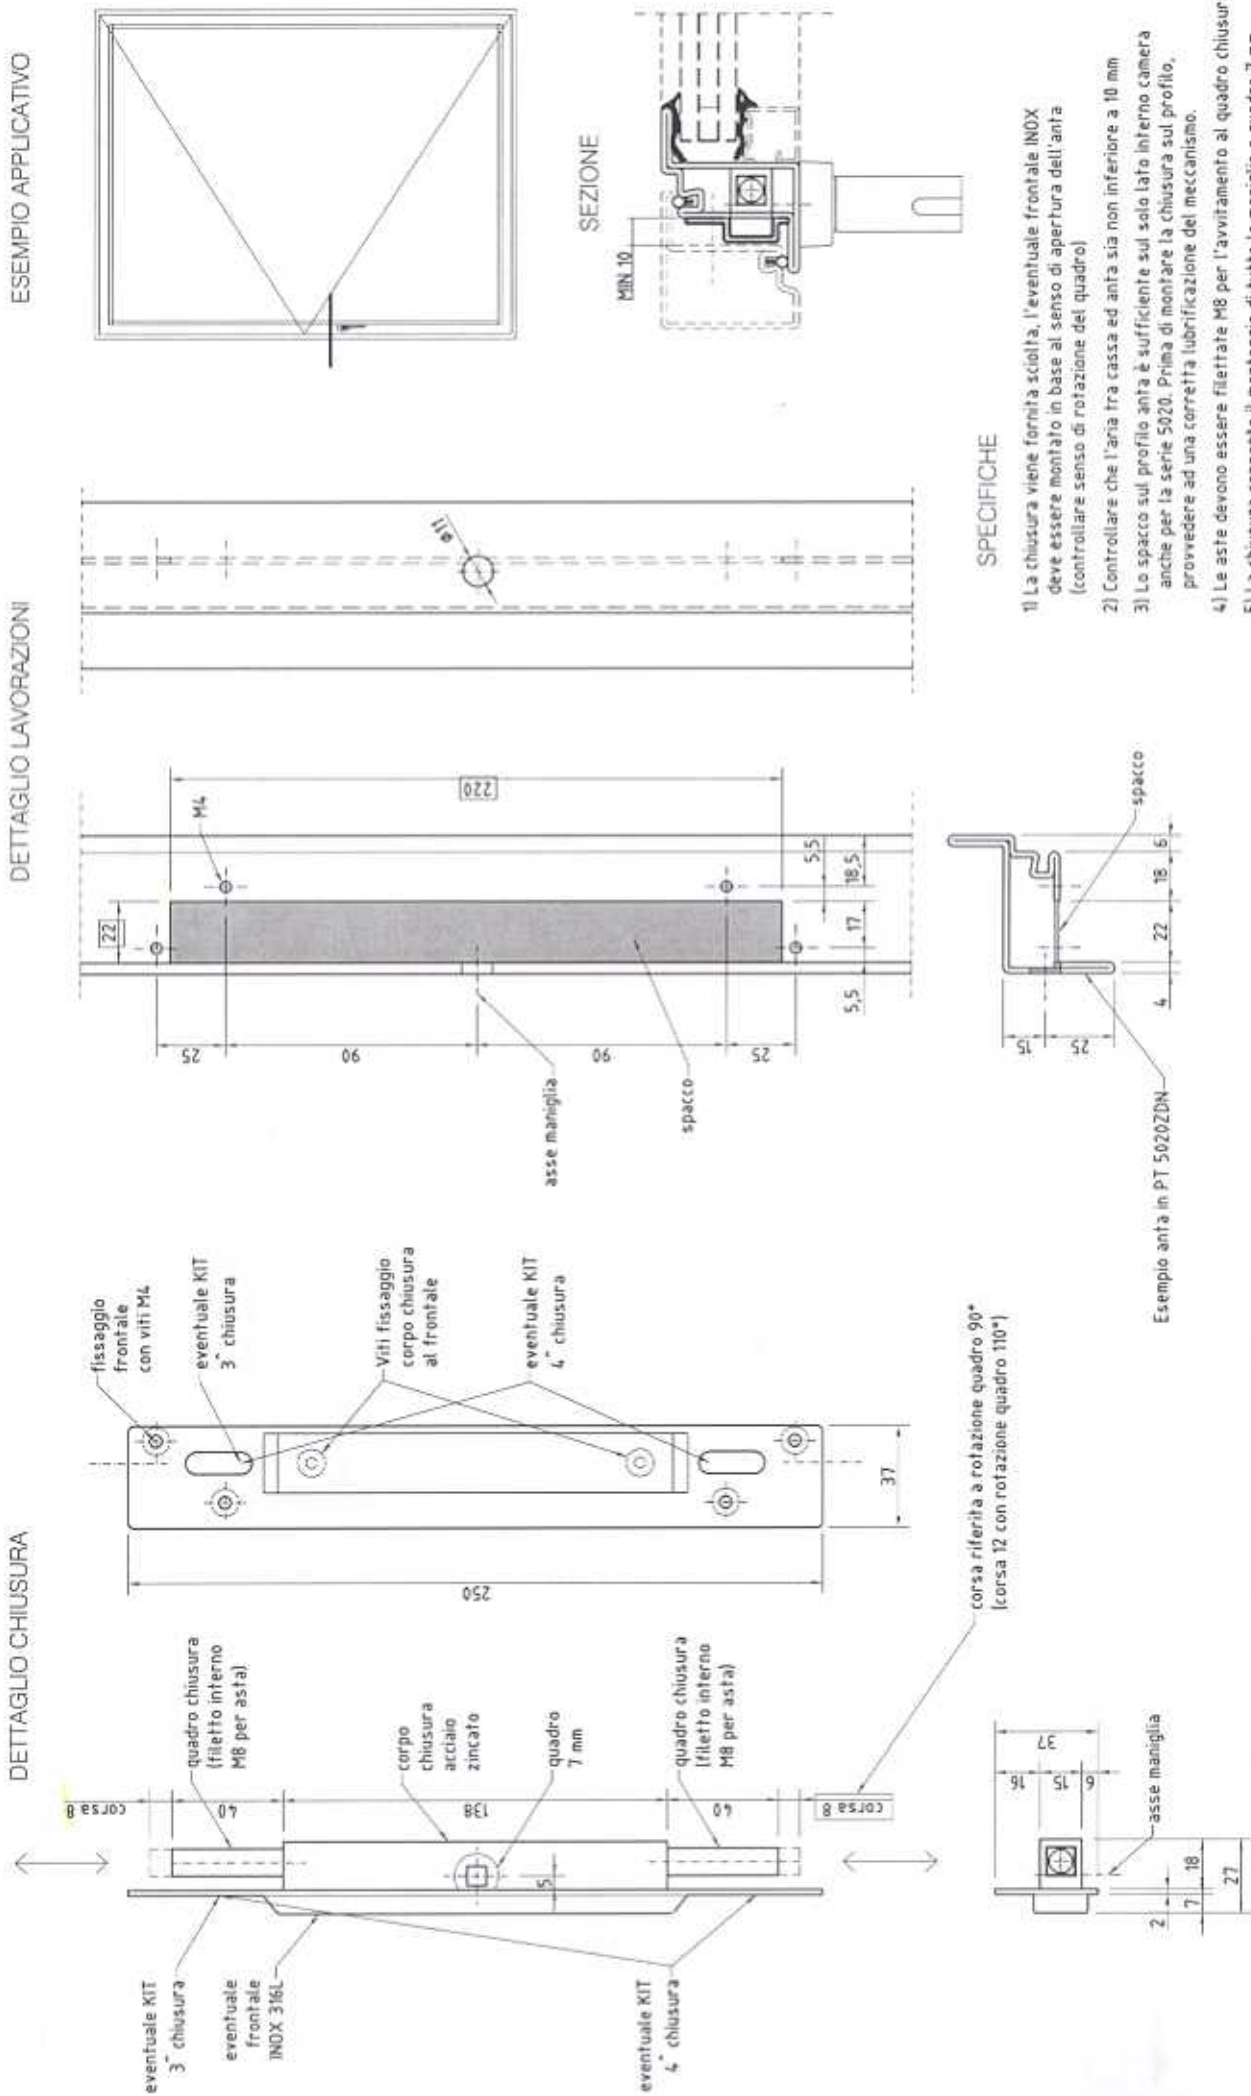 DETTAGLIO CHIUSURA
eventuale KIT
3^ chiusura
eventuale
frontale
INOX 316L
eventuale KIT
4^ chiusura
corsa 8
40
138
40
corsa 8
5
quadro chiusura
(filetto interno
M8 per asta)
corpo
chiusura
acciaio
zincato
quadro
7 mm
quadro chiusura
(filetto interno
M8 per asta)
corsa riferita a rotazione quadro 90°
(corsa 12 con rotazione quadro 110°)
250
37
fissaggio
frontale
con viti M4
eventuale KIT
3^ chiusura
Viti fissaggio
corpo chiusura
al frontale
eventuale KIT
4^ chiusura
37
16
15
6
asse maniglia
2
7
18
27
DETTAGLIO LAVORAZIONI
25
90
90
25
22
M4
220
asse maniglia
spacco
5,5
17
18,5
5,5
Ø11
15
25
4
22
18
6
spacco
Esempio anta in PT 5020ZDN
ESEMPIO APPLICATIVO
SEZIONE
MIN 10
SPECIFICHE
1) La chiusura viene fornita sciolta, l'eventuale frontale INOX
deve essere montato in base al senso di apertura dell'anta
(controllare senso di rotazione del quadro)
2) Controllare che l'aria tra cassa ed anta sia non inferiore a 10 mm
3) Lo spacco sul profilo anta è sufficiente sul solo lato interno camera
anche per la serie 5020. Prima di montare la chiusura sul profilo,
provvedere ad una corretta lubrificazione del meccanismo.
4) Le aste devono essere filettate M8 per l'avvitamento al quadro chiusur